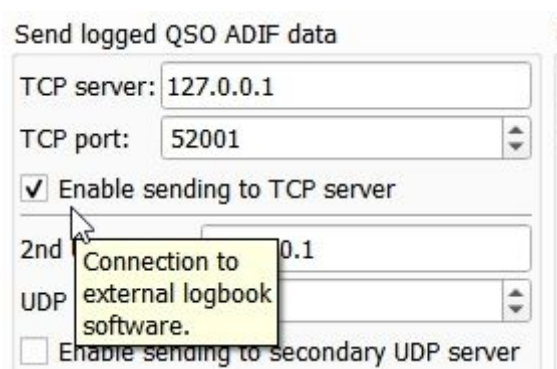 Send logged QSO ADIF data
TCP server: 127.0.0.1
TCP port: 52001
Enable sending to TCP server
2nd 0.1
Connection to
external logbook
software.
UDP
Enable sending to secondary UDP server